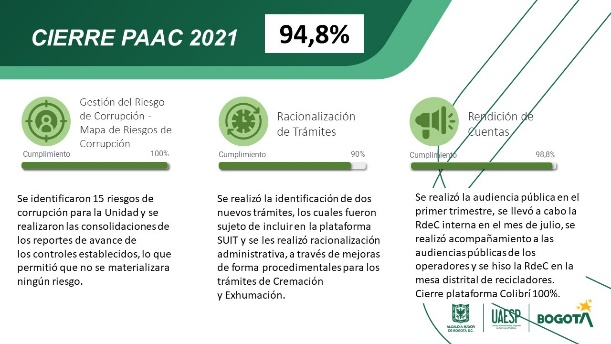 CIERRE PAAC 2021
94,8%
Gestión del Riesgo
de Corrupción -
Mapa de Riesgos de
Corrupción
Cumplimiento 100%
Se identificaron 15 riesgos de
corrupción para la Unidad y se
realizaron las consolidaciones de
los reportes de avance de
los controles establecidos, lo que
permitió que no se materializara
ningún riesgo.
Racionalización
de Trámites
Cumplimiento 90%
Se realizó la identificación de dos
nuevos trámites, los cuales fueron
sujeto de incluir en la plataforma
SUIT y se les realizó racionalización
administrativa, a través de mejoras
de forma procedimentales para los
trámites de Cremación
y Exhumación.
Rendición de
Cuentas
Cumplimiento 98,8%
Se realizó la audiencia pública en el
primer trimestre, se llevó a cabo la
RdeC interna en el mes de julio, se
realizó acompañamiento a las
audiencias públicas de los
operadores y se hiso la RdeC en la
mesa distrital de recicladores.
Cierre plataforma Colibrí 100%.
ALCALDÍA MAYOR
DE BOGOTÁ D.C.
UAESP
BOGOTÁ